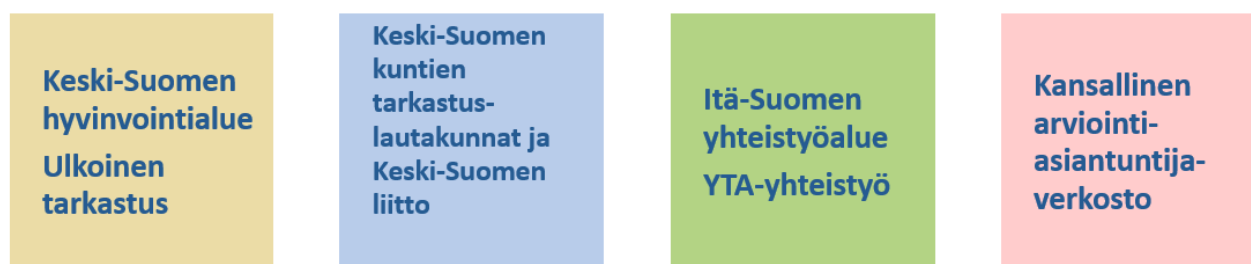 Keski-Suomen
hyvinvointialue
Ulkoinen
tarkastus
Keski-Suomen
kuntien
tarkastus-
lautakunnat ja
Keski-Suomen
liitto
Itä-Suomen
yhteistyöalue
YTA-yhteistyö
Kansallinen
arviointi-
asiantuntija-
verkosto